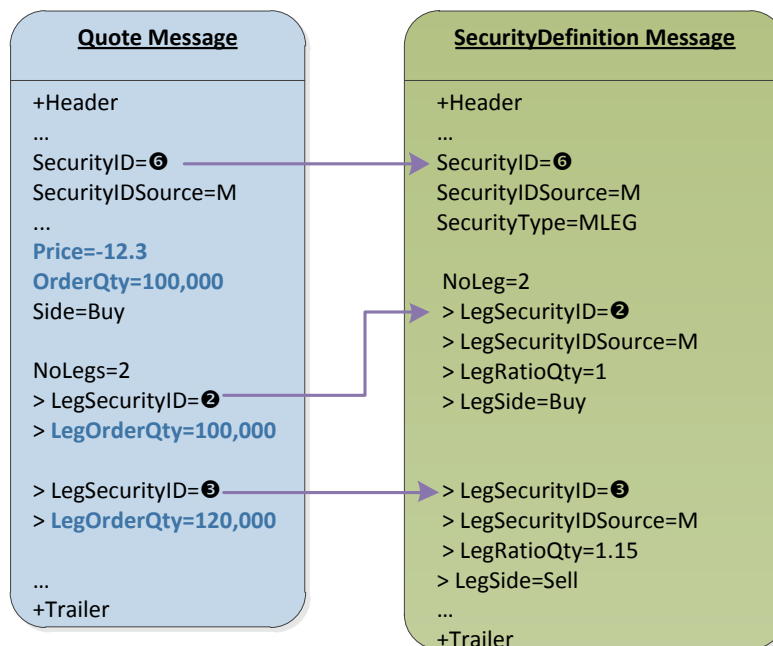 Quote Message
+Header
...
SecurityID=❻
SecurityIDSource=M
...
Price=-12.3
OrderQty=100,000
Side=Buy
NoLegs=2
> LegSecurityID=❷
> LegOrderQty=100,000
> LegSecurityID=❸
> LegOrderQty=120,000
...
+Trailer
SecurityDefinition Message
+Header
...
SecurityID=❻
SecurityIDSource=M
SecurityType=MLEG
NoLeg=2
> LegSecurityID=❷
> LegSecurityIDSource=M
> LegRatioQty=1
> LegSide=Buy
> LegSecurityID=❸
> LegSecurityIDSource=M
> LegRatioQty=1.15
> LegSide=Sell
...
+Trailer